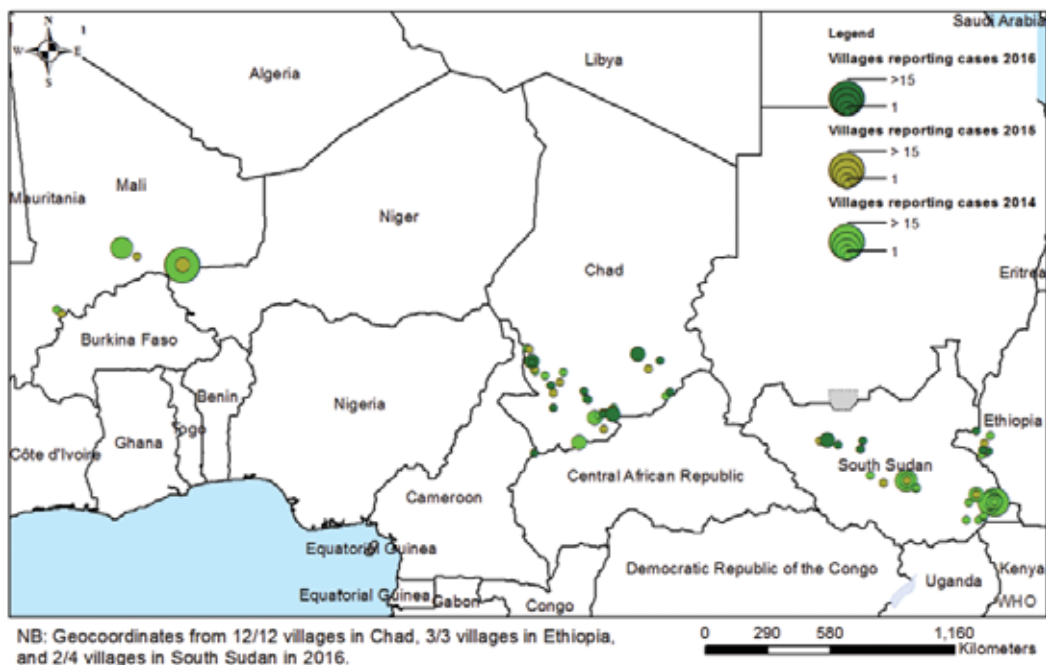 N
1
W
E
S
Saudi Arabia
Legend
Villages reporting cases 2016
>15
1
Villages reporting cases 2015
> 15
1
Villages reporting cases 2014
> 15
1
Algeria
Libya
Mali
Mauritania
Niger
Chad
Eritrea
Burkina Faso
Benin
Nigeria
Togo
Ghana
Côte d'Ivoire
Ethiopia
South Sudan
Central African Republic
Cameroon
Equatorial Guinea
Democratic Republic of the Congo
Uganda
Kenya
Equatorial Guinea
Gabon
Congo
WHO
NB: Geocoordinates from 12/12 villages in Chad, 3/3 villages in Ethiopia,
and 2/4 villages in South Sudan in 2016.
0 290 580 1,160
Kilometers